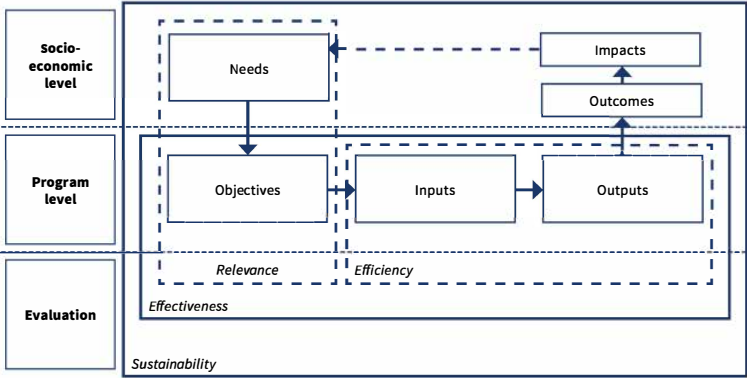 Socio-
economic
level
Needs
Impacts
Outcomes
Program
level
Objectives
Inputs
Outputs
Relevance
Efficiency
Effectiveness
Evaluation
Sustainability